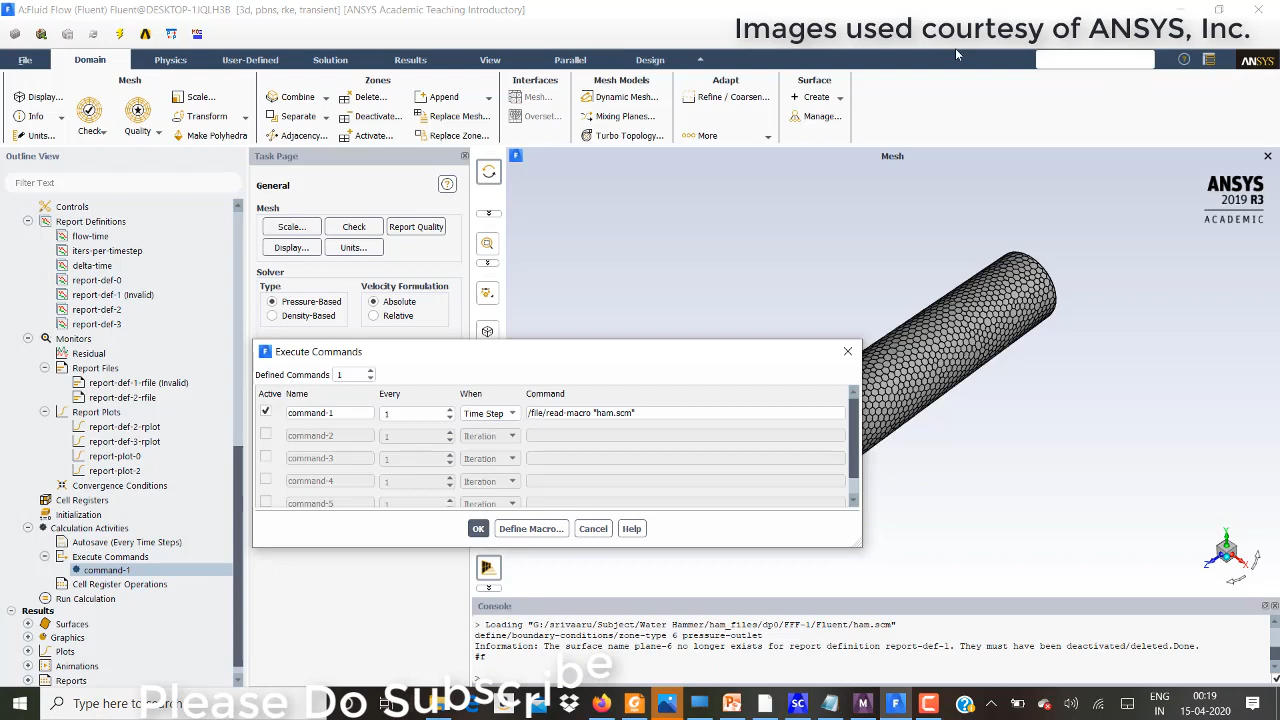 A:Fluid Flow (Fluent) Fluent@DESKTOP-1JQLH3B [3d, pbns, rke, transient] [ANSYS Academic Teaching Introductory]
Images used courtesy of ANSYS, Inc.
File Domain Physics User-Defined Solution Results View Parallel Design
ANSYS
Mesh Zones Interfaces Mesh Models Adapt Surface
Display... Scale... Combine Delete... Append Mesh... Dynamic Mesh... Refine / Coarsen... Create
Info Check Quality Transform Separate Deactivate... Replace Mesh... Overset... Mixing Planes... Manage...
Units... Make Polyhedra Adjacency... Activate... Replace Zone... Turbo Topology... More
Outline View
Filter Text
Controls
Report Definitions
flow-time
iters-per-timestep
delta-time
report-def-0
report-def-1 (Invalid)
report-def-2
report-def-3
Monitors
Residual
Report Files
report-def-1-rfile (Invalid)
report-def-2-rfile
Report Plots
report-def-2-rplot
report-def-3-rplot
report-plot-0
report-plot-2
Convergence Conditions
Cell Registers
Initialization
Calculation Activities
Autosave (Every Time Steps)
Execute Commands
command-1
Cell Register Operations
Run Calculation
Results
Surfaces
Graphics
Plots
Animations
Reports
Task Page
General
Mesh
Scale... Check Report Quality
Display... Units...
Solver
Type Velocity Formulation
Pressure-Based Absolute
Density-Based Relative
Mesh
ANSYS
2019 R3
ACADEMIC
Execute Commands
Defined Commands 1
Active Name Every When Command
command-1 1 Time Step /file/read-macro "ham.scm"
command-2 1 Iteration
command-3 1 Iteration
command-4 1 Iteration
command-5 1 Iteration
OK Define Macro... Cancel Help
Y
Z X
Console
> Loading "G:/srivaaru/Subject/Water Hammer/ham_files/dp0/FFF-1/Fluent/ham.scm"
define/boundary-conditions/zone-type 6 pressure-outlet
Information: The surface name plane-6 no longer exists for report definition report-def-1. They must have been deactivated/deleted.Done.
#f
>
Please Do Subscribe
Type here to search
ENG
IN
00:19
15-04-2020